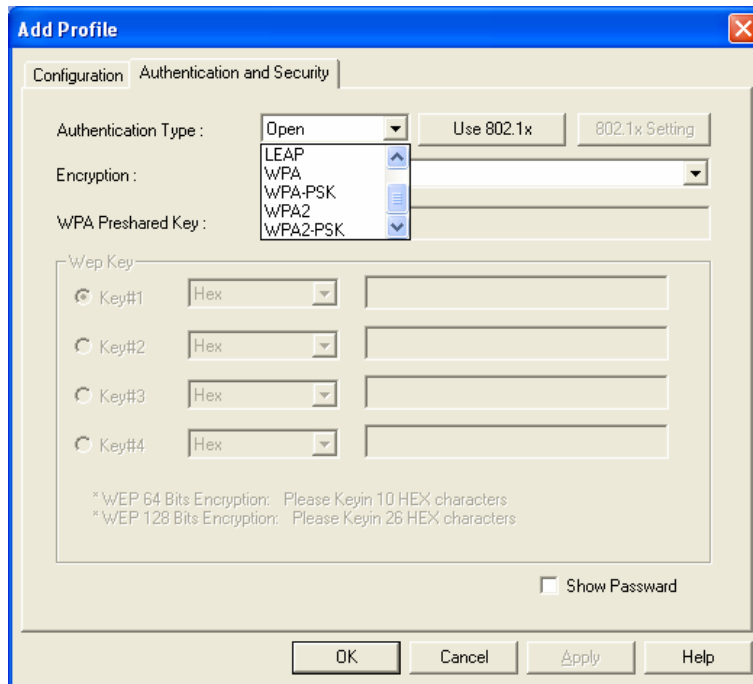 Add Profile
Configuration Authentication and Security
Authentication Type : Open Use 802.1x 802.1x Setting
LEAP
Encryption : WPA
WPA-PSK
WPA Preshared Key : WPA2
WPA2-PSK
Wep Key
Key#1 Hex
Key#2 Hex
Key#3 Hex
Key#4 Hex
* WEP 64 Bits Encryption: Please Keyin 10 HEX characters
* WEP 128 Bits Encryption: Please Keyin 26 HEX characters
Show Passward
OK Cancel Apply Help